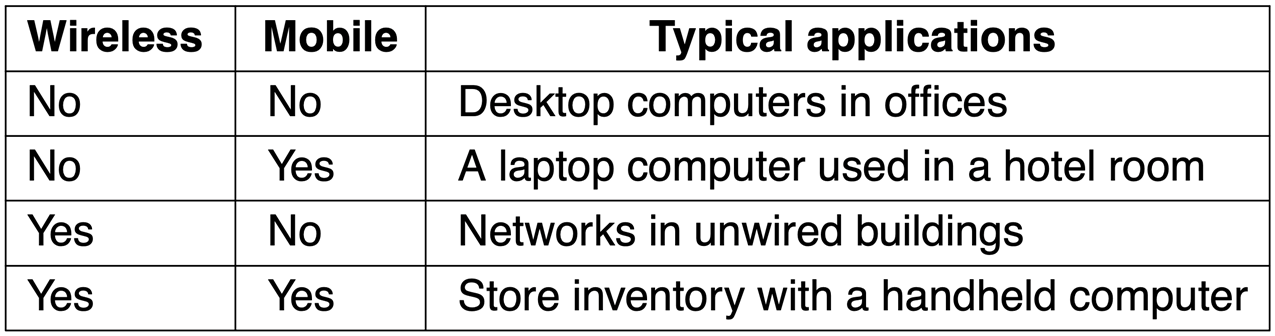 Wireless Mobile Typical applications
No No Desktop computers in offices
No Yes A laptop computer used in a hotel room
Yes No Networks in unwired buildings
Yes Yes Store inventory with a handheld computer